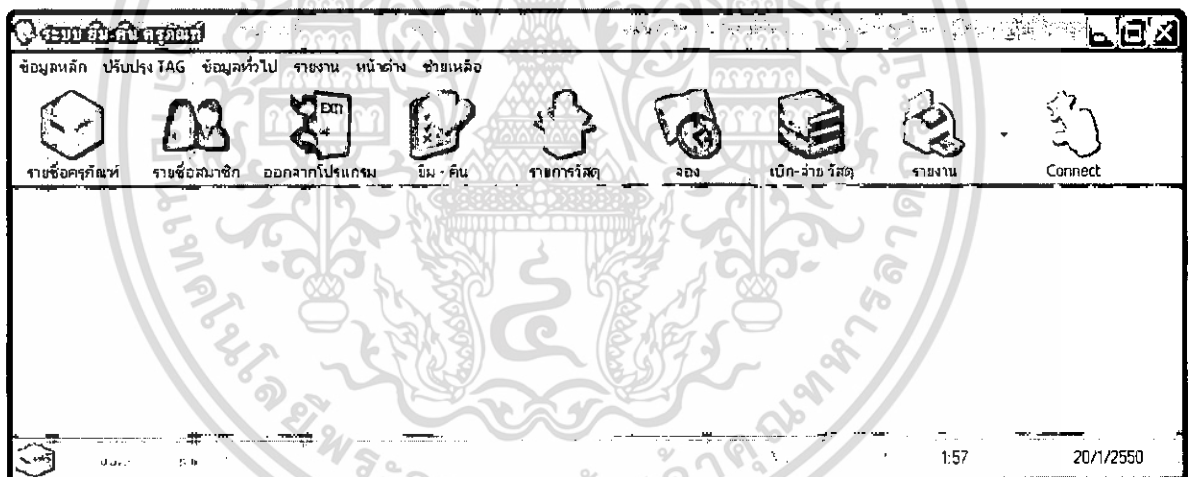 ระบบ ยืม-คืน ครุภัณฑ์
ข้อมูลหลัก ปรับปรุง TAG ข้อมูลทั่วไป รายงาน หน้าต่าง ช่วยเหลือ
EXIT
รายชื่อครุภัณฑ์ รายชื่อสมาชิก ออกจากโปรแกรม ยืม - คืน รายการวัสดุ จอง เบิก-จ่าย วัสดุ รายงาน Connect
1:57 20/1/2550